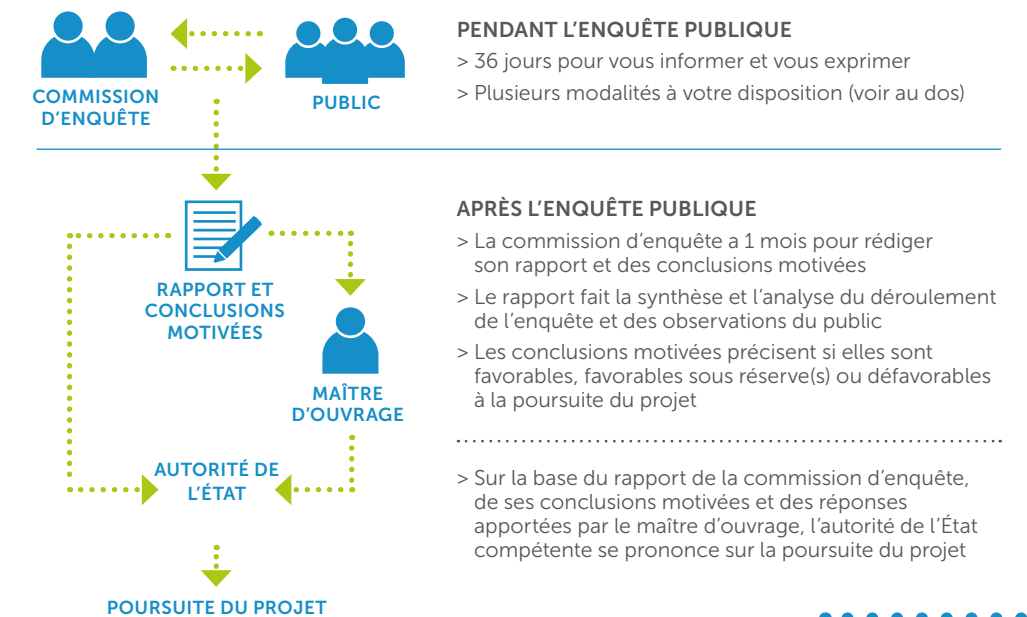 COMMISSION
D'ENQUÊTE
PUBLIC
PENDANT L'ENQUÊTE PUBLIQUE
> 36 jours pour vous informer et vous exprimer
> Plusieurs modalités à votre disposition (voir au dos)
RAPPORT ET
CONCLUSIONS
MOTIVÉES
MAÎTRE
D'OUVRAGE
AUTORITÉ DE
L'ÉTAT
POURSUITE DU PROJET
APRÈS L'ENQUÊTE PUBLIQUE
> La commission d'enquête a 1 mois pour rédiger
son rapport et des conclusions motivées
> Le rapport fait la synthèse et l'analyse du déroulement
de l'enquête et des observations du public
> Les conclusions motivées précisent si elles sont
favorables, favorables sous réserve(s) ou défavorables
à la poursuite du projet
> Sur la base du rapport de la commission d'enquête,
de ses conclusions motivées et des réponses
apportées par le maître d'ouvrage, l'autorité de l'État
compétente se prononce sur la poursuite du projet